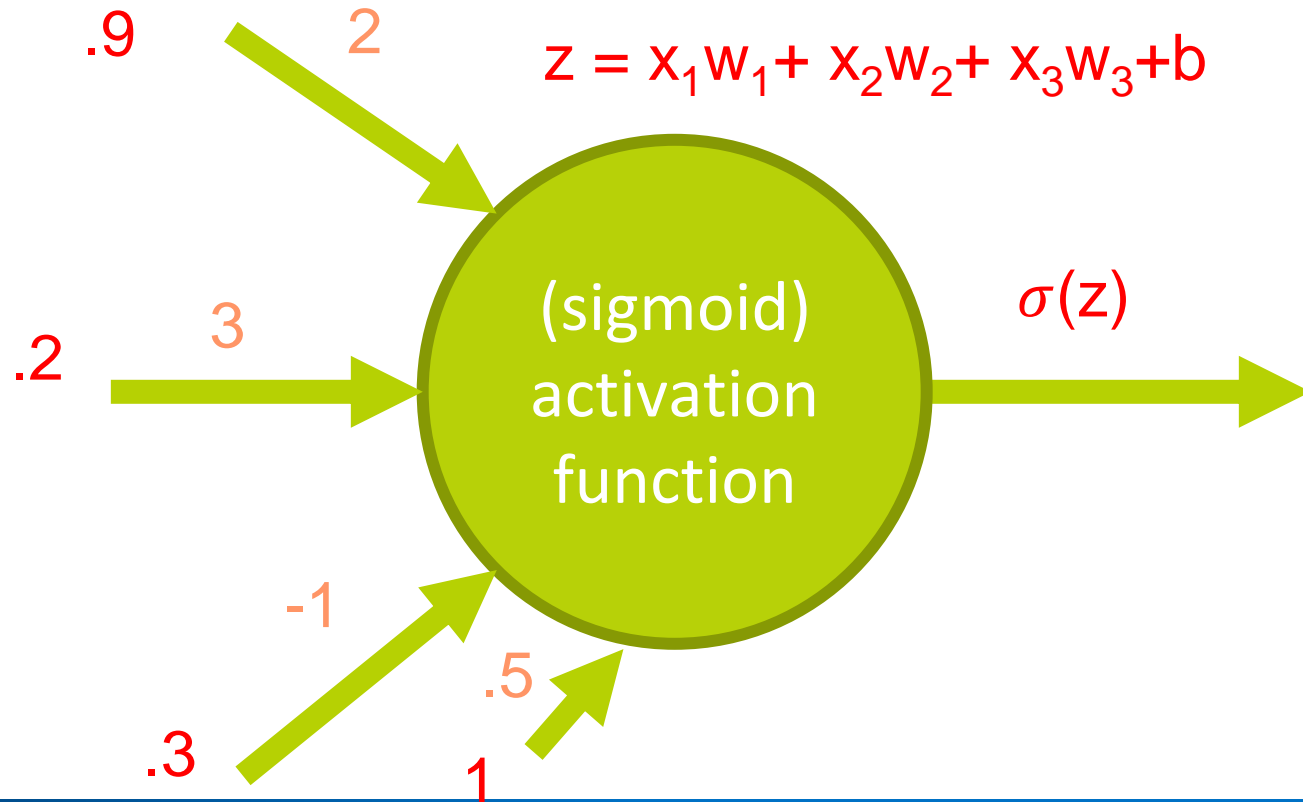 .9
2
z = x₁w₁+ x₂w₂+ x₃w₃+b
.2
3
(sigmoid)
activation
function
σ(z)
-1
.5
.3
1